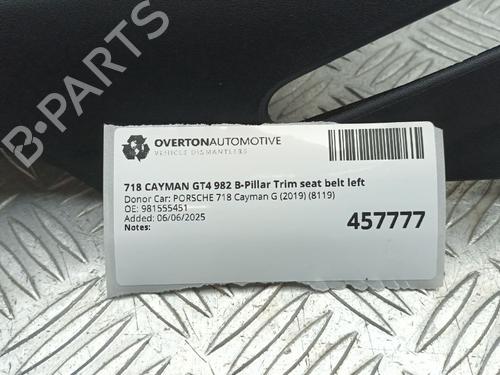 B-PARTS
OVERTONAUTOMOTIVE
VEHICLE DISMANTLERS
718 CAYMAN GT4 982 B-Pillar Trim seat belt left
Donor Car: PORSCHE 718 Cayman G (2019) (8119)
OE: 981555451
Added: 06/06/2025
Notes:
457777